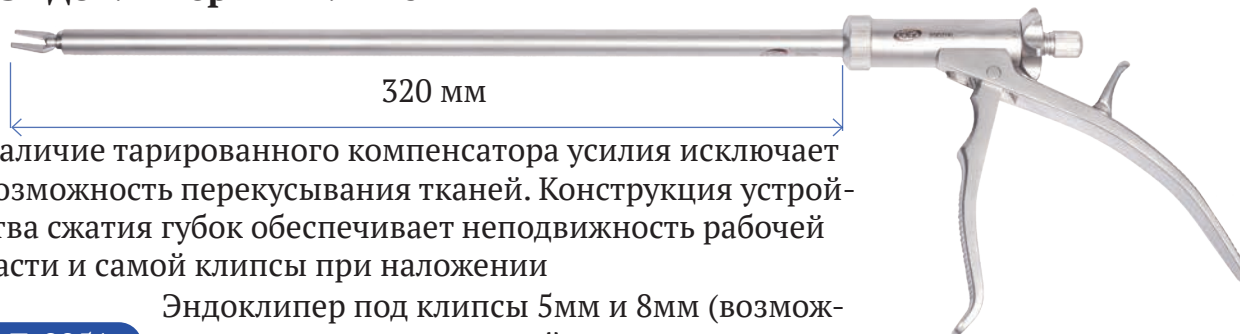 320 мм
аличие тарированного компенсатора усилия исключает
озможность перекусывания тканей. Конструкция устрой-
тва сжатия губок обеспечивает неподвижность рабочей
асти и самой клипсы при наложении
Эндоклипер под клипсы 5мм и 8мм (возмож-